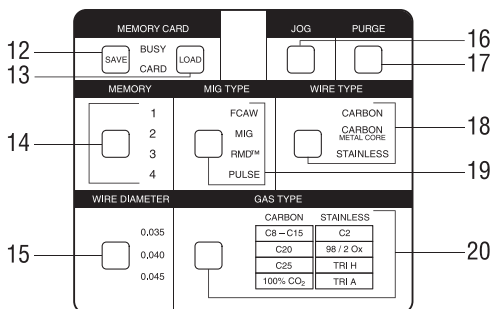 MEMORY CARD
JOG
PURGE
12
SAVE
BUSY
CARD
LOAD
13
16
17
MEMORY
MIG TYPE
WIRE TYPE
14
1
2
3
4
FCAW
MIG
RMD™
PULSE
CARBON
CARBON
METAL CORE
STAINLESS
18
19
WIRE DIAMETER
GAS TYPE
15
0.035
0.040
0.045
CARBON STAINLESS
C8 – C15 C2
C20 98 / 2 Ox
C25 TRI H
100% CO₂ TRI A
20